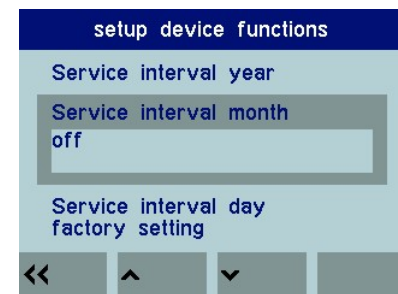 setup device functions
Service interval year
Service interval month
off
Service interval day
factory setting
<<